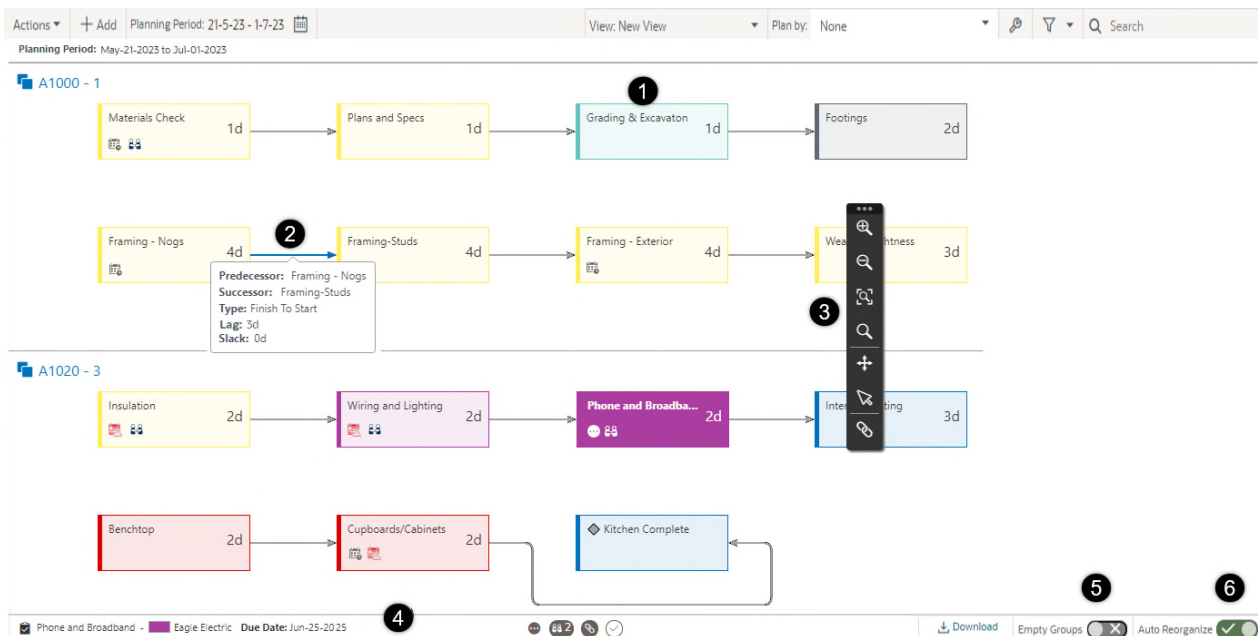 Actions
Add
Planning Period: 21-5-23 - 1-7-23
View: New View
Plan by: None
Search
Planning Period: May-21-2023 to Jul-01-2023
A1000 - 1
1
Materials Check
1d
Plans and Specs
1d
Grading & Excavaton
1d
Footings
2d
2
Framing - Nogs
4d
Framing-Studs
4d
Framing - Exterior
4d
Wea htness
3d
Predecessor: Framing - Nogs
Successor: Framing-Studs
Type: Finish To Start
Lag: 3d
Slack: 0d
3
A1020 - 3
Insulation
2d
Wiring and Lighting
2d
Phone and Broadba...
2d
Inter ting
3d
Benchtop
2d
Cupboards/Cabinets
2d
Kitchen Complete
4
5
6
Phone and Broadband - Eagle Electric Due Date: Jun-25-2025
2
Download
Empty Groups
Auto Reorganize